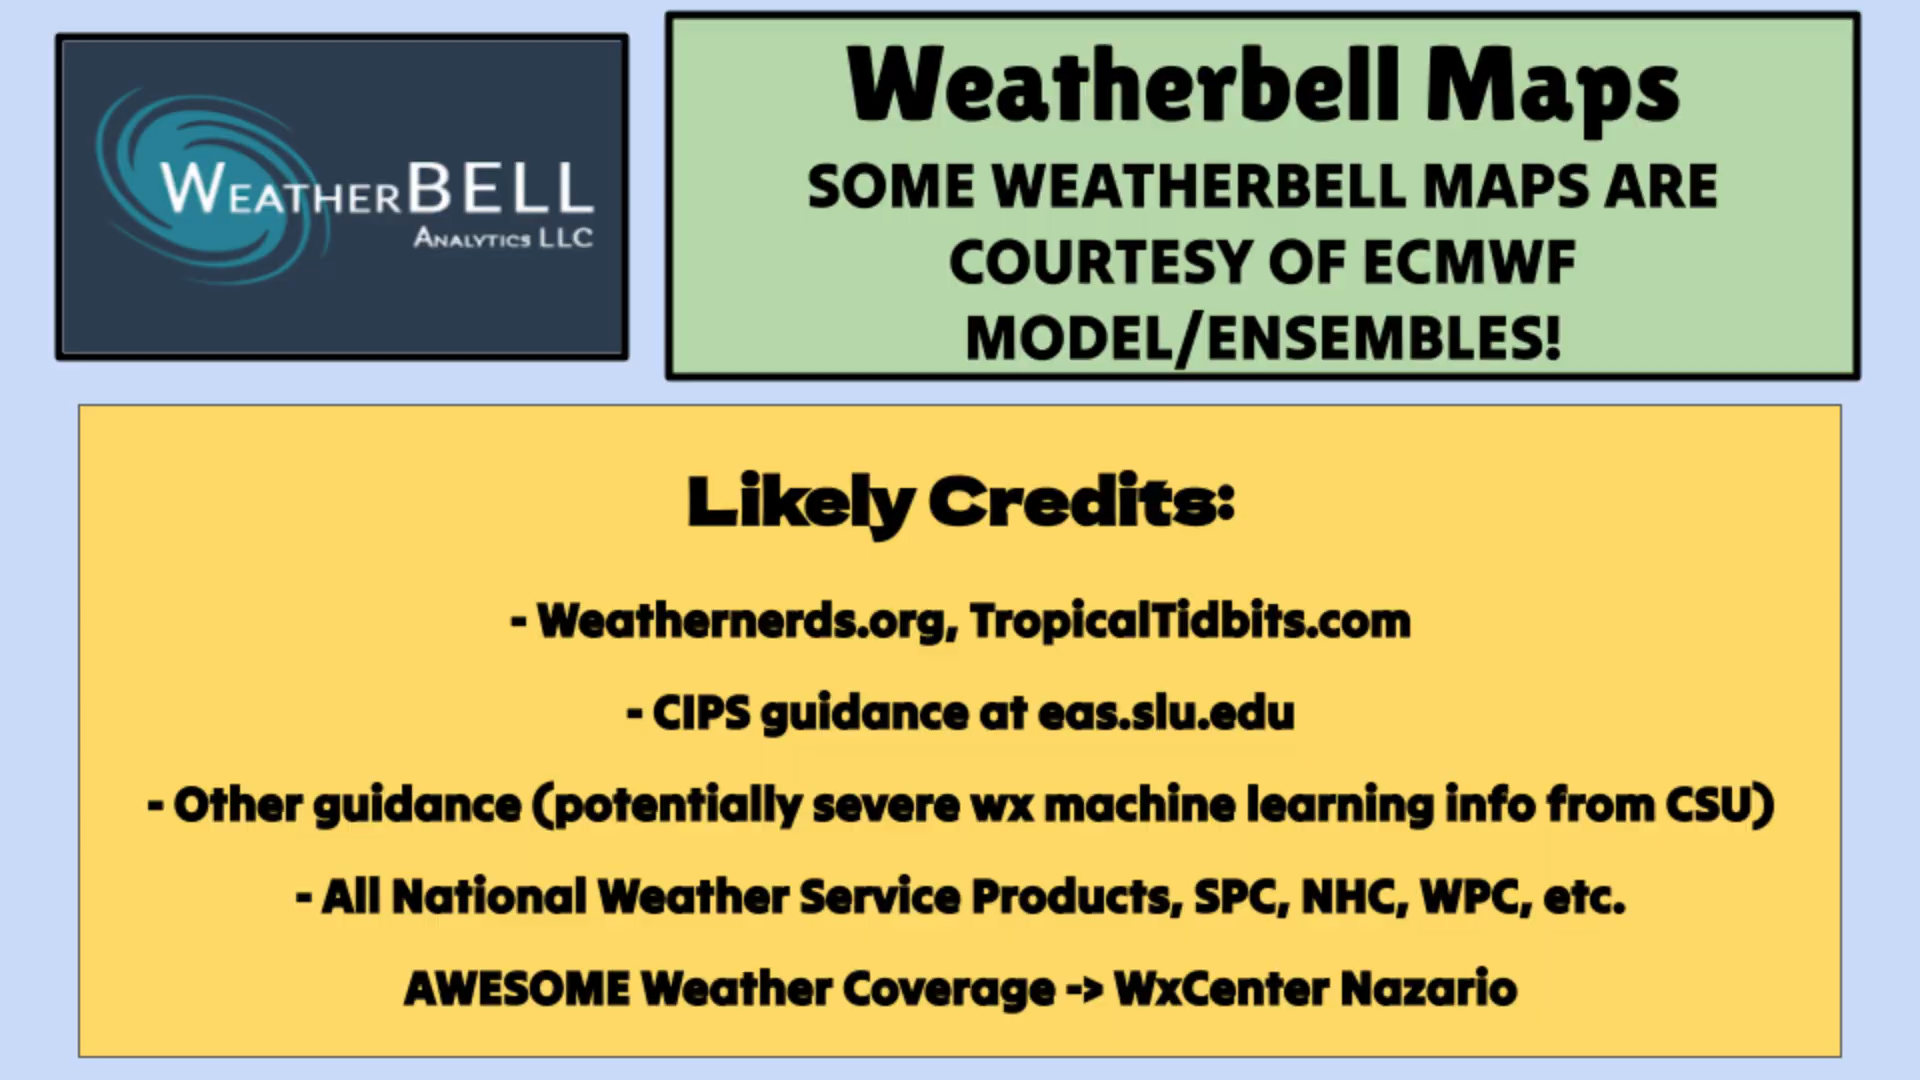 WEATHERBELL
ANALYTICS LLC
Weatherbell Maps
SOME WEATHERBELL MAPS ARE
COURTESY OF ECMWF
MODEL/ENSEMBLES!
Likely Credits:
- Weathernerds.org, TropicalTidbits.com
- CIPS guidance at eas.slu.edu
- Other guidance (potentially severe wx machine learning info from CSU)
- All National Weather Service Products, SPC, NHC, WPC, etc.
AWESOME Weather Coverage -> WxCenter Nazario